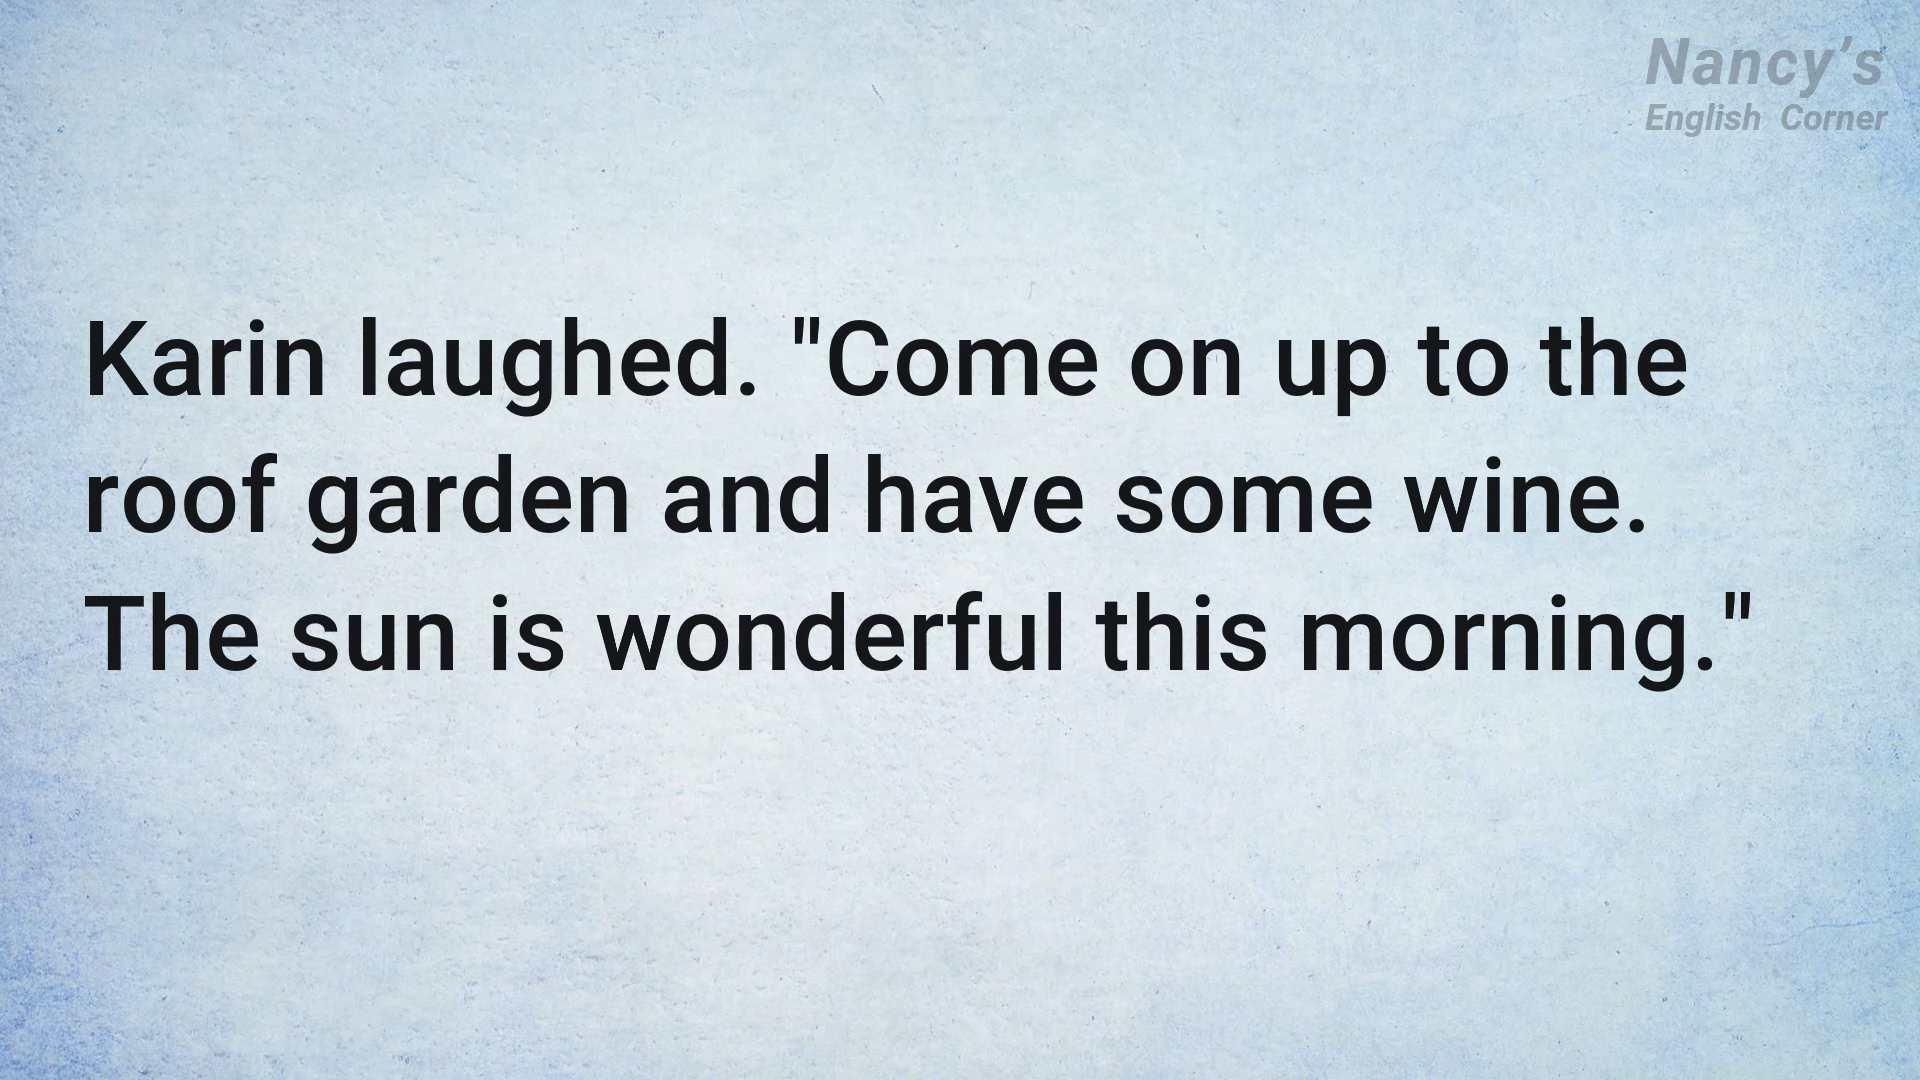 Nancy’s
English Corner
Karin laughed. "Come on up to the
roof garden and have some wine.
The sun is wonderful this morning."